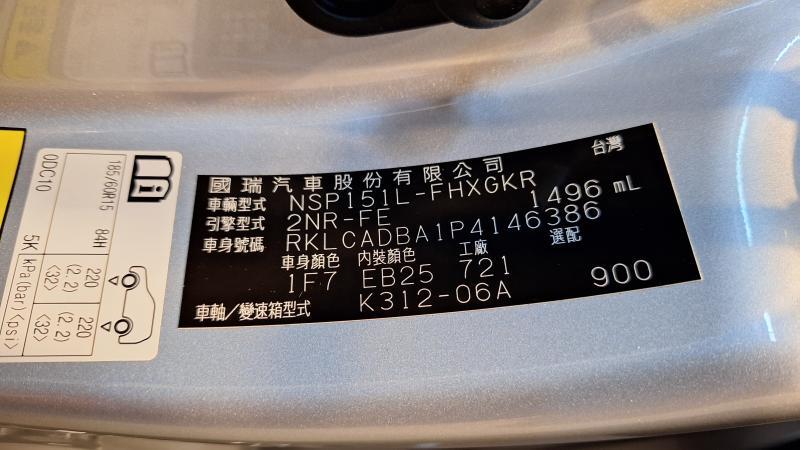 國瑞汽車股份有限公司 台灣
車輛型式 NSP151L-FHXGKR
引擎型式 2NR-FE 1496 mL
車身號碼 RKLCADBA1P4146386
車身顏色 內裝顏色 工廠 選配
1F7 EB25 721 900
車軸/變速箱型式 K312-06A
185/60R15 84H
220 (2.2) <32>
220 (2.2) <32>
0DC10 5K kPa(bar)<psi>